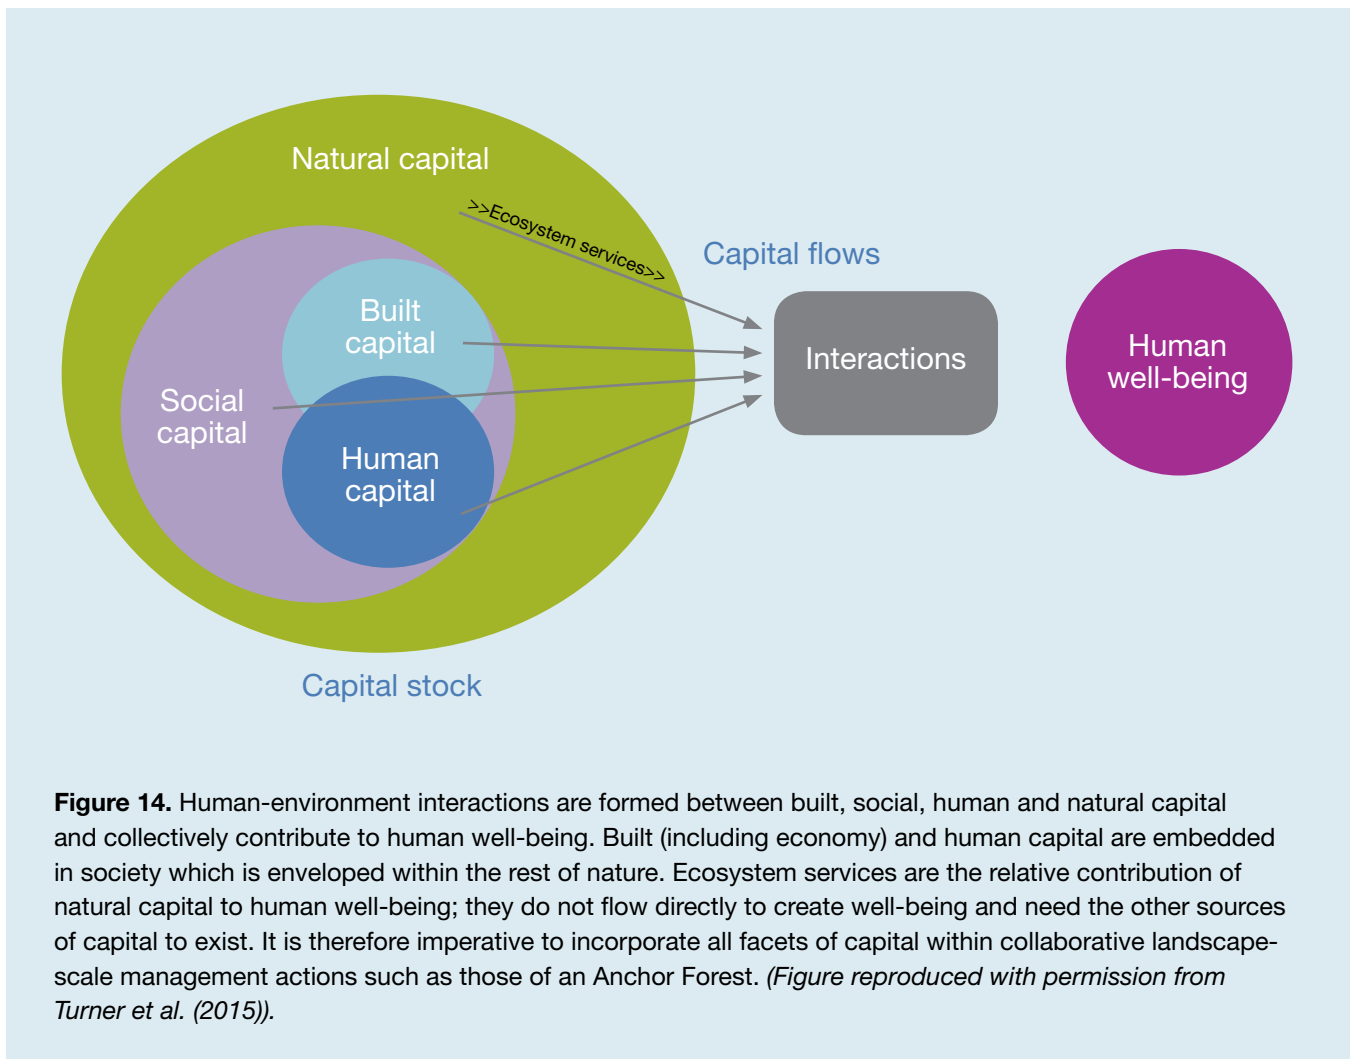 Natural capital
>>Ecosystem services>>
Capital flows
Built
capital
Interactions
Human
well-being
Social
capital
Human
capital
Capital stock
Figure 14. Human-environment interactions are formed between built, social, human and natural capital
and collectively contribute to human well-being. Built (including economy) and human capital are embedded
in society which is enveloped within the rest of nature. Ecosystem services are the relative contribution of
natural capital to human well-being; they do not flow directly to create well-being and need the other sources
of capital to exist. It is therefore imperative to incorporate all facets of capital within collaborative landscape-
scale management actions such as those of an Anchor Forest. (Figure reproduced with permission from
Turner et al. (2015)).